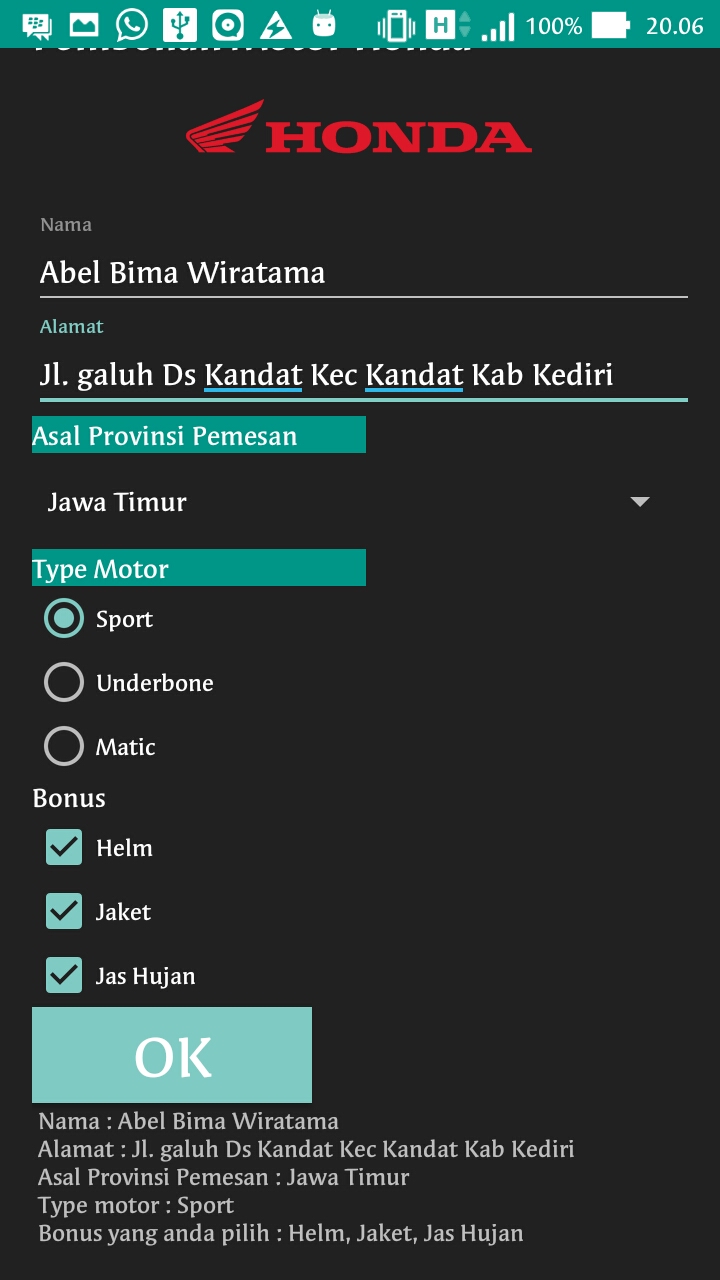 100% 20.06
Pembelian Motor Honda
HONDA
Nama
Abel Bima Wiratama
Alamat
Jl. galuh Ds Kandat Kec Kandat Kab Kediri
Asal Provinsi Pemesan
Jawa Timur
Type Motor
Sport
Underbone
Matic
Bonus
Helm
Jaket
Jas Hujan
OK
Nama : Abel Bima Wiratama
Alamat : Jl. galuh Ds Kandat Kec Kandat Kab Kediri
Asal Provinsi Pemesan : Jawa Timur
Type motor : Sport
Bonus yang anda pilih : Helm, Jaket, Jas Hujan